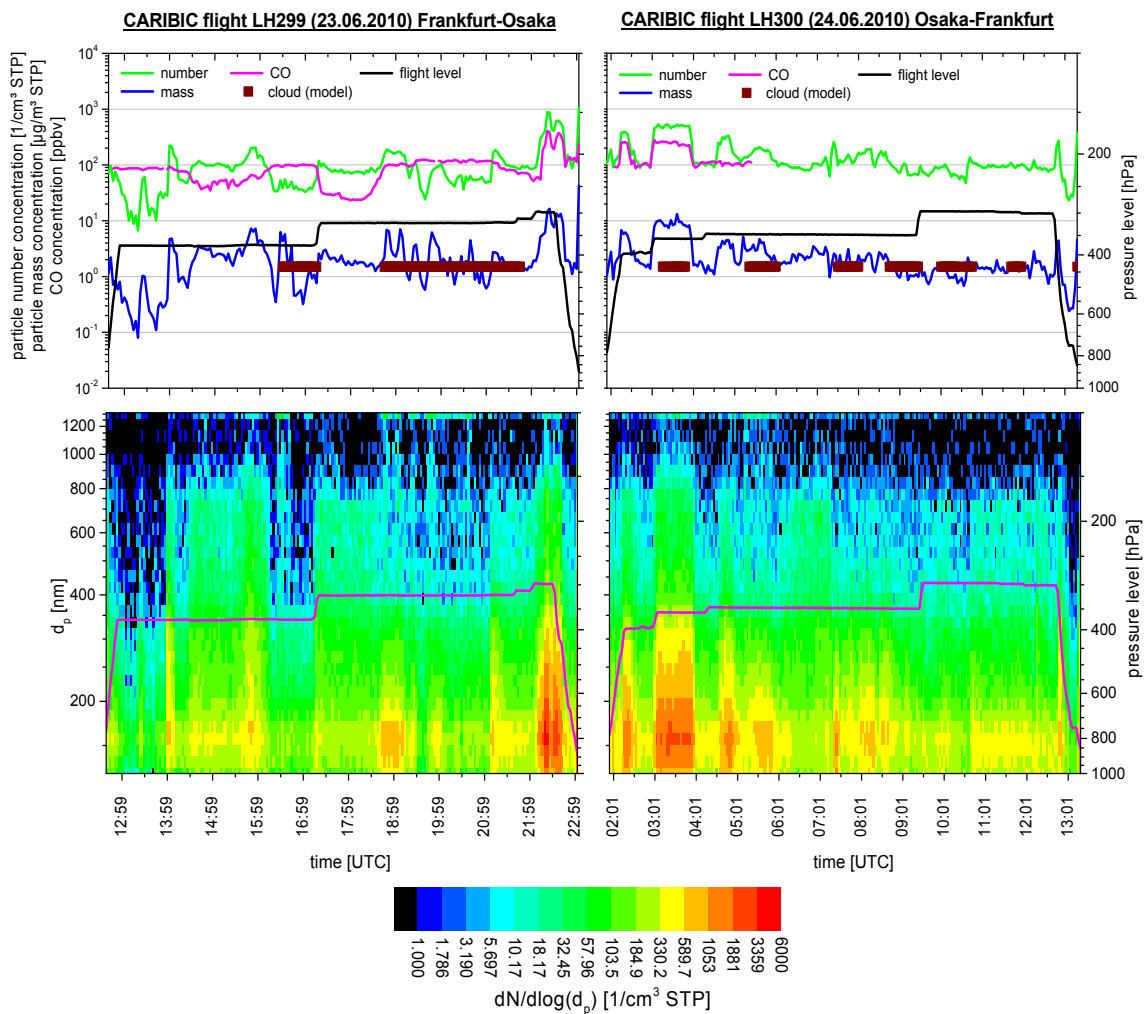 CARIBIC flight LH299 (23.06.2010) Frankfurt-Osaka
CARIBIC flight LH300 (24.06.2010) Osaka-Frankfurt
particle number concentration [1/cm³ STP]
particle mass concentration [µg/m³ STP]
CO concentration [ppbv]
10⁴
10³
10²
10¹
10⁰
10⁻¹
10⁻²
number
CO
flight level
mass
cloud (model)
number
CO
flight level
mass
cloud (model)
200
400
600
800
1000
pressure level [hPa]
dₚ [nm]
1200
1000
800
600
400
200
200
400
600
800
1000
pressure level [hPa]
12:59
13:59
14:59
15:59
16:59
17:59
18:59
19:59
20:59
21:59
22:59
02:01
03:01
04:01
05:01
06:01
07:01
08:01
09:01
10:01
11:01
12:01
13:01
time [UTC]
time [UTC]
1.000
1.786
3.190
5.697
10.17
18.17
32.45
57.96
103.5
184.9
330.2
589.7
1053
1881
3359
6000
dN/dlog(dₚ) [1/cm³ STP]